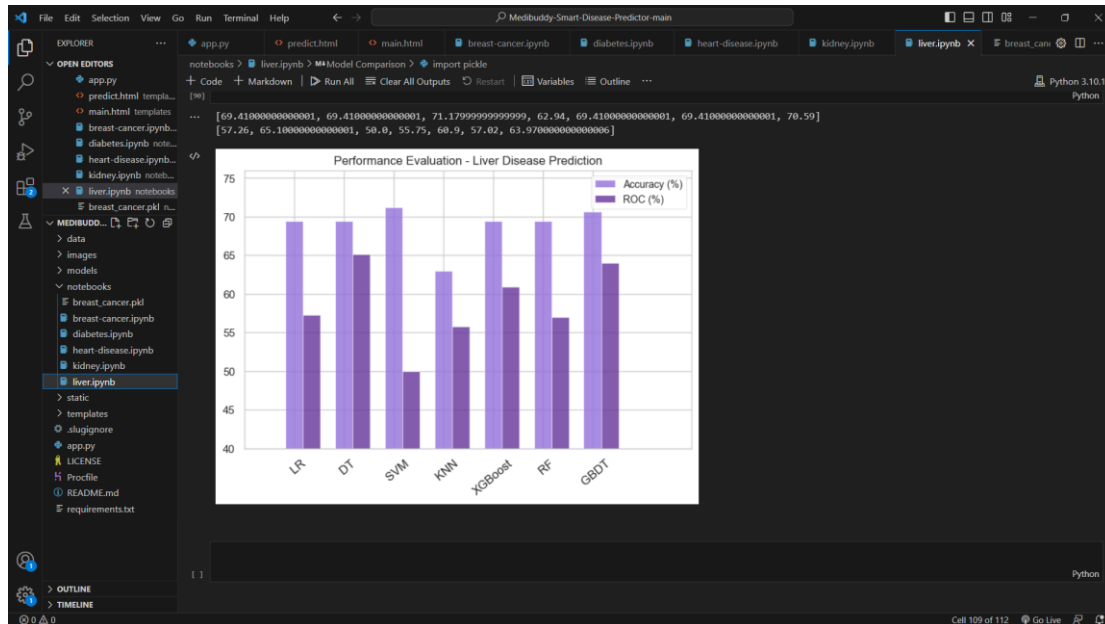 File Edit Selection View Go Run Terminal Help
Medibuddy-Smart-Disease-Predictor-main
EXPLORER
OPEN EDITORS
app.py
predict.html templa...
main.html templates
breast-cancer.ipynb...
diabetes.ipynb note...
heart-disease.ipynb...
kidney.ipynb noteb...
liver.ipynb notebooks
breast_cancer.pkl n...
MEDIBUDD...
data
images
models
notebooks
breast_cancer.pkl
breast-cancer.ipynb
diabetes.ipynb
heart-disease.ipynb
kidney.ipynb
liver.ipynb
static
templates
.slugignore
app.py
LICENSE
Procfile
README.md
requirements.txt
OUTLINE
TIMELINE
app.py predict.html main.html breast-cancer.ipynb diabetes.ipynb heart-disease.ipynb kidney.ipynb liver.ipynb breast_can
notebooks > liver.ipynb > M↓Model Comparison > import pickle
+ Code + Markdown Run All Clear All Outputs Restart Variables Outline ...
Python 3.10.1
[90] Python
... [69.41000000000001, 69.41000000000001, 71.17999999999999, 62.94, 69.41000000000001, 69.41000000000001, 70.59]
[57.26, 65.10000000000001, 50.0, 55.75, 60.9, 57.02, 63.970000000000006]
Performance Evaluation - Liver Disease Prediction
Accuracy (%)
ROC (%)
75
70
65
60
55
50
45
40
LR DT SVM KNN XGBoost RF GBDT
[ ] Python
0 0 Cell 109 of 112 Go Live